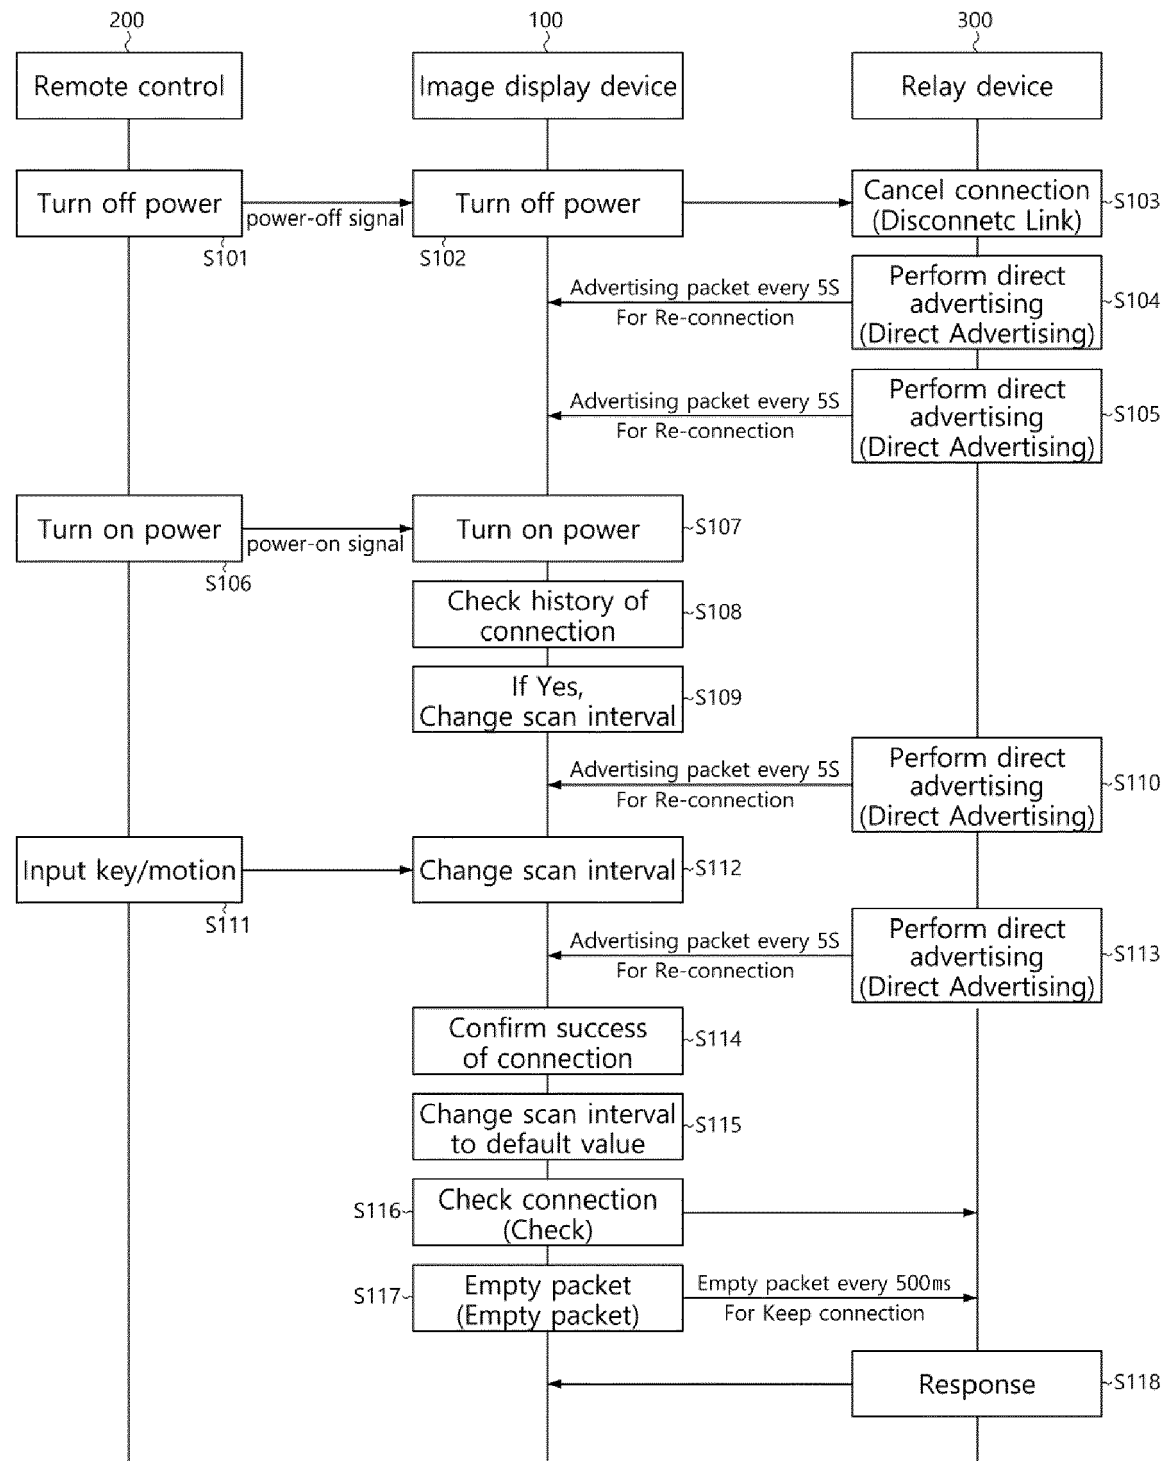 200
100
300
Remote control
Image display device
Relay device
Turn off power
power-off signal
S101
Turn off power
S102
Cancel connection
(Disconnetc Link)
S103
Advertising packet every 5S
For Re-connection
Perform direct
advertising
(Direct Advertising)
S104
Advertising packet every 5S
For Re-connection
Perform direct
advertising
(Direct Advertising)
S105
Turn on power
power-on signal
S106
Turn on power
S107
Check history of
connection
S108
If Yes,
Change scan interval
S109
Advertising packet every 5S
For Re-connection
Perform direct
advertising
(Direct Advertising)
S110
Input key/motion
S111
Change scan interval
S112
Advertising packet every 5S
For Re-connection
Perform direct
advertising
(Direct Advertising)
S113
Confirm success
of connection
S114
Change scan interval
to default value
S115
S116
Check connection
(Check)
S117
Empty packet
(Empty packet)
Empty packet every 500ms
For Keep connection
Response
S118